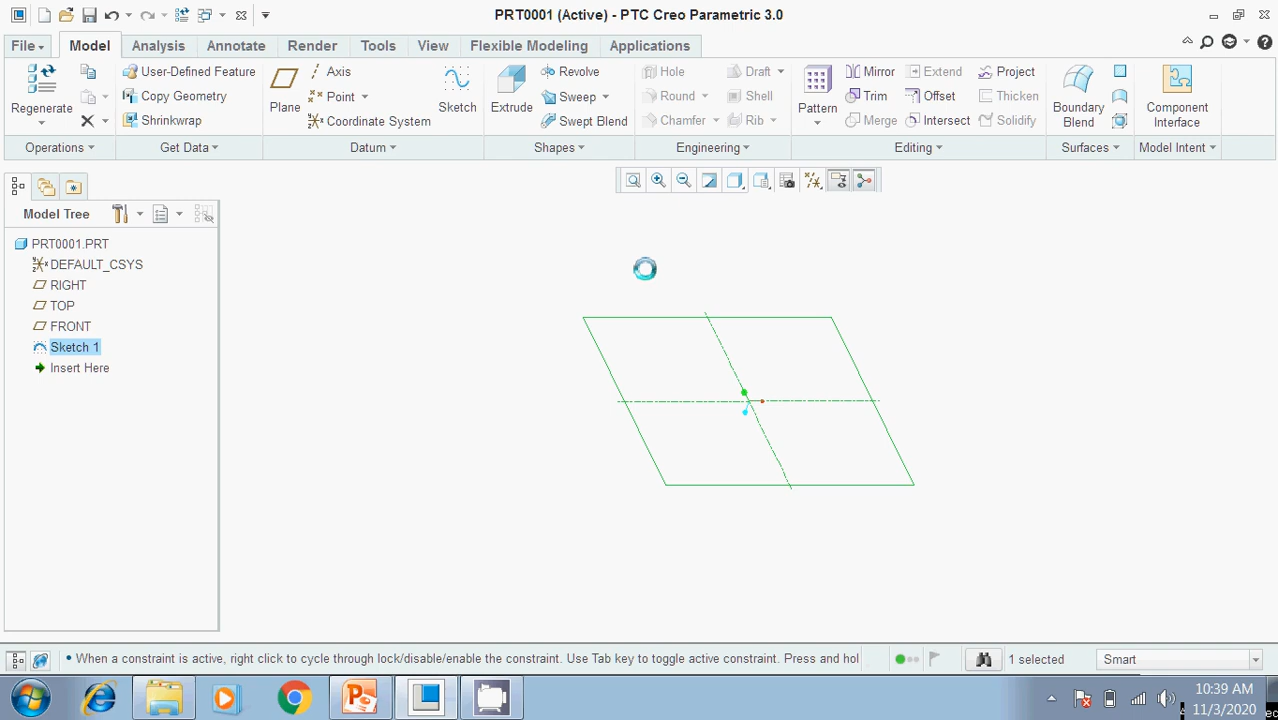 PRT0001 (Active) - PTC Creo Parametric 3.0
File Model Analysis Annotate Render Tools View Flexible Modeling Applications
Regenerate
User-Defined Feature
Copy Geometry
Shrinkwrap
Plane
Axis
Point
Coordinate System
Sketch
Extrude
Revolve
Sweep
Swept Blend
Hole
Round
Chamfer
Draft
Shell
Rib
Pattern
Mirror
Trim
Merge
Extend
Offset
Intersect
Project
Thicken
Solidify
Boundary
Blend
Component
Interface
Operations Get Data Datum Shapes Engineering Editing Surfaces Model Intent
Model Tree
PRT0001.PRT
DEFAULT_CSYS
RIGHT
TOP
FRONT
Sketch 1
Insert Here
• When a constraint is active, right click to cycle through lock/disable/enable the constraint. Use Tab key to toggle active constraint. Press and hol
1 selected
Smart
10:39 AM
11/3/2020